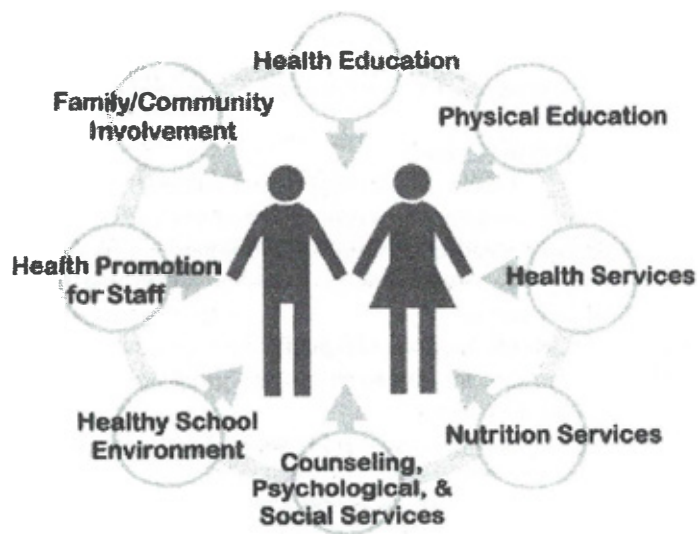 Health Education
Physical Education
Health Services
Nutrition Services
Counseling,
Psychological, &
Social Services
Healthy School
Environment
Health Promotion
for Staff
Family/Community
Involvement